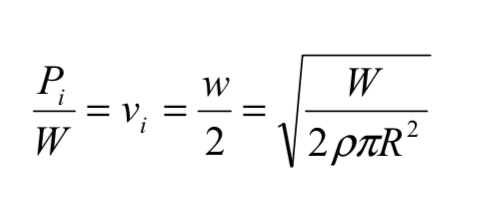 P_i/W = v_i = w/2 = √(W/(2ρπR²))